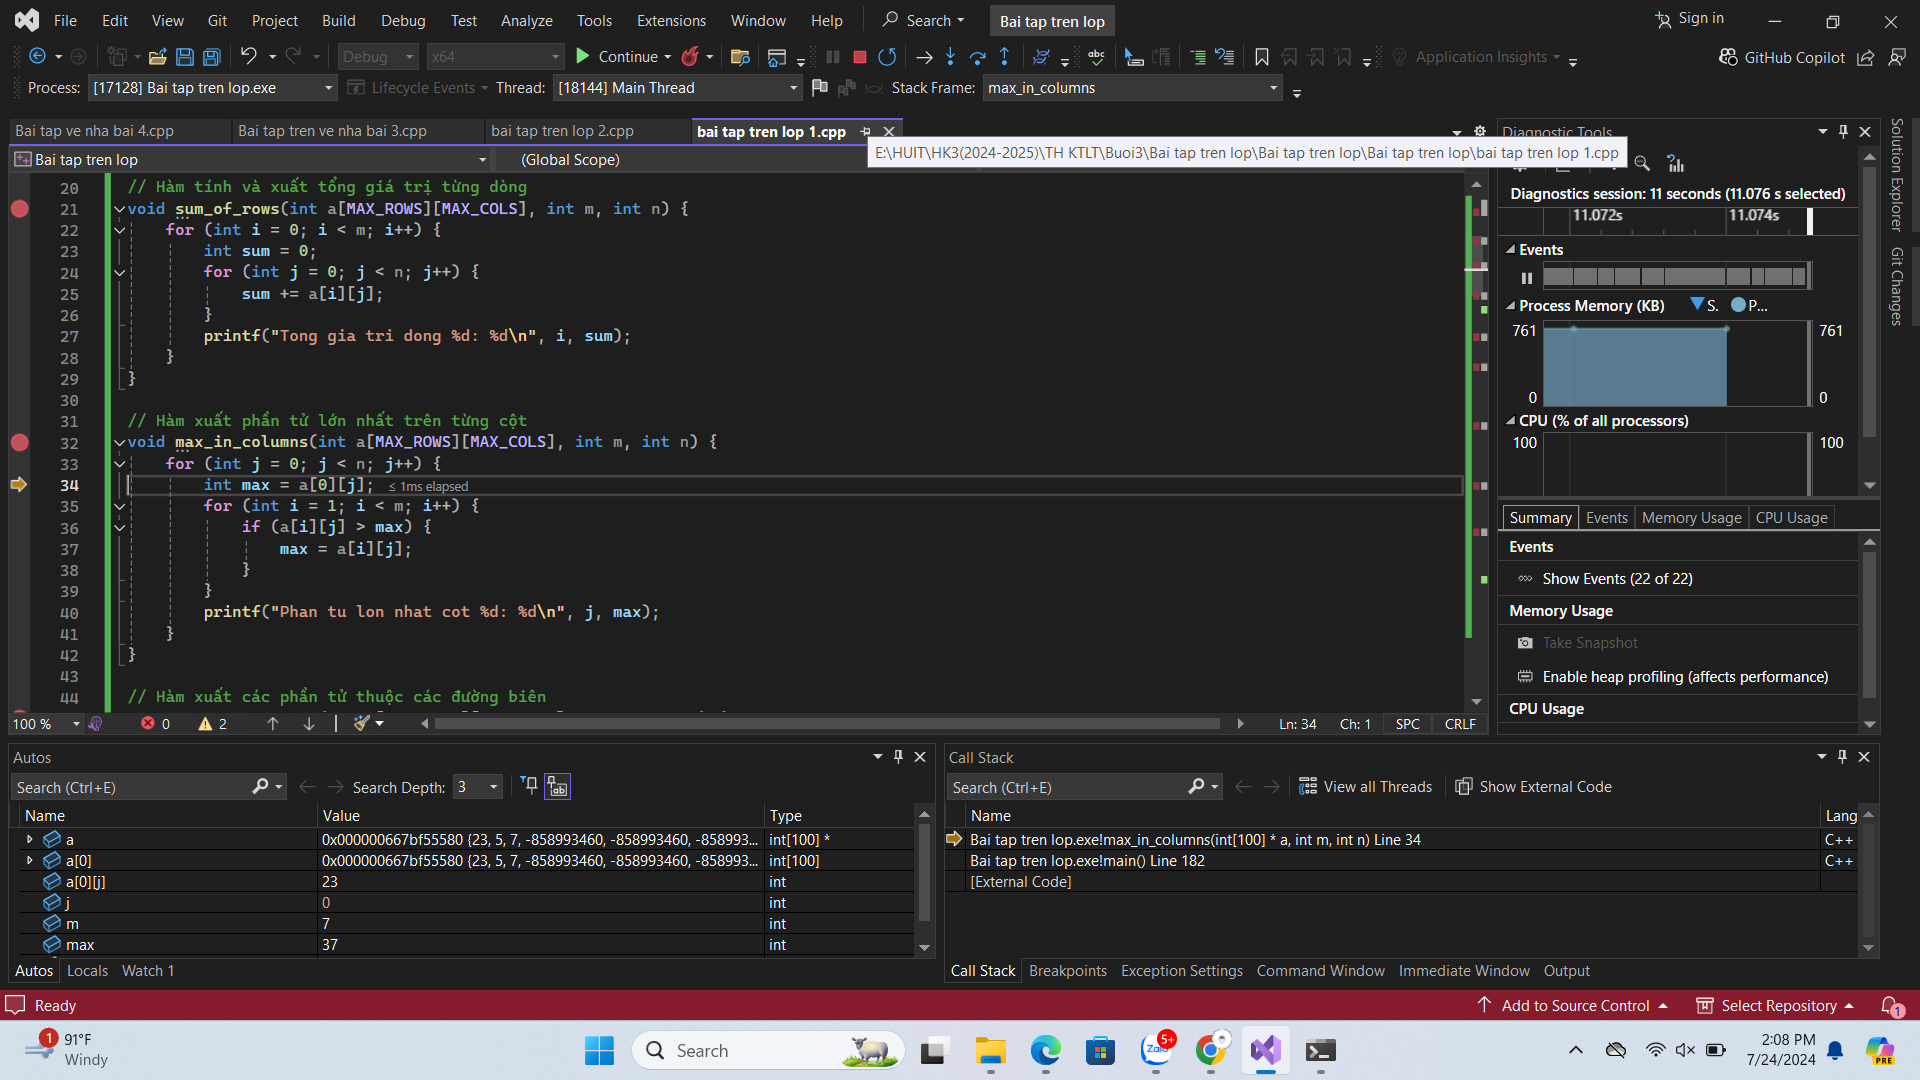 File Edit View Git Project Build Debug Test Analyze Tools Extensions Window Help Search Bai tap tren lop Sign in
Debug x64 Continue Application Insights GitHub Copilot
Process: [17128] Bai tap tren lop.exe Lifecycle Events Thread: [18144] Main Thread Stack Frame: max_in_columns
Bai tap ve nha bai 4.cpp Bai tap tren ve nha bai 3.cpp bai tap tren lop 2.cpp bai tap tren lop 1.cpp
Bai tap tren lop (Global Scope)
E:\HUIT\HK3(2024-2025)\TH KTLT\Buoi3\Bai tap tren lop\Bai tap tren lop\Bai tap tren lop\bai tap tren lop 1.cpp
20 // Hàm tính và xuất tổng giá trị từng dòng
21 void sum_of_rows(int a[MAX_ROWS][MAX_COLS], int m, int n) {
22 for (int i = 0; i < m; i++) {
23 int sum = 0;
24 for (int j = 0; j < n; j++) {
25 sum += a[i][j];
26 }
27 printf("Tong gia tri dong %d: %d\n", i, sum);
28 }
29 }
30
31 // Hàm xuất phần tử lớn nhất trên từng cột
32 void max_in_columns(int a[MAX_ROWS][MAX_COLS], int m, int n) {
33 for (int j = 0; j < n; j++) {
34 int max = a[0][j]; ≤ 1ms elapsed
35 for (int i = 1; i < m; i++) {
36 if (a[i][j] > max) {
37 max = a[i][j];
38 }
39 }
40 printf("Phan tu lon nhat cot %d: %d\n", j, max);
41 }
42 }
43
44 // Hàm xuất các phần tử thuộc các đường biên
100 % 0 2 Ln: 34 Ch: 1 SPC CRLF
Diagnostic Tools
Diagnostics session: 11 seconds (11.076 s selected)
11.072s 11.074s
Events
Process Memory (KB) S. P...
761 761
0 0
CPU (% of all processors)
100 100
Summary Events Memory Usage CPU Usage
Events
Show Events (22 of 22)
Memory Usage
Take Snapshot
Enable heap profiling (affects performance)
CPU Usage
Solution Explorer
Git Changes
Autos
Search (Ctrl+E) Search Depth: 3
Name Value Type
a 0x000000667bf55580 {23, 5, 7, -858993460, -858993460, -858993... int[100] *
a[0] 0x000000667bf55580 {23, 5, 7, -858993460, -858993460, -858993... int[100]
a[0][j] 23 int
j 0 int
m 7 int
max 37 int
Autos Locals Watch 1
Call Stack
Search (Ctrl+E) View all Threads Show External Code
Name Lang
Bai tap tren lop.exe!max_in_columns(int[100] * a, int m, int n) Line 34 C++
Bai tap tren lop.exe!main() Line 182 C++
[External Code]
Call Stack Breakpoints Exception Settings Command Window Immediate Window Output
Ready Add to Source Control Select Repository 1
1 91°F
Windy
Search
Zalo 5+
PRE
2:08 PM
7/24/2024